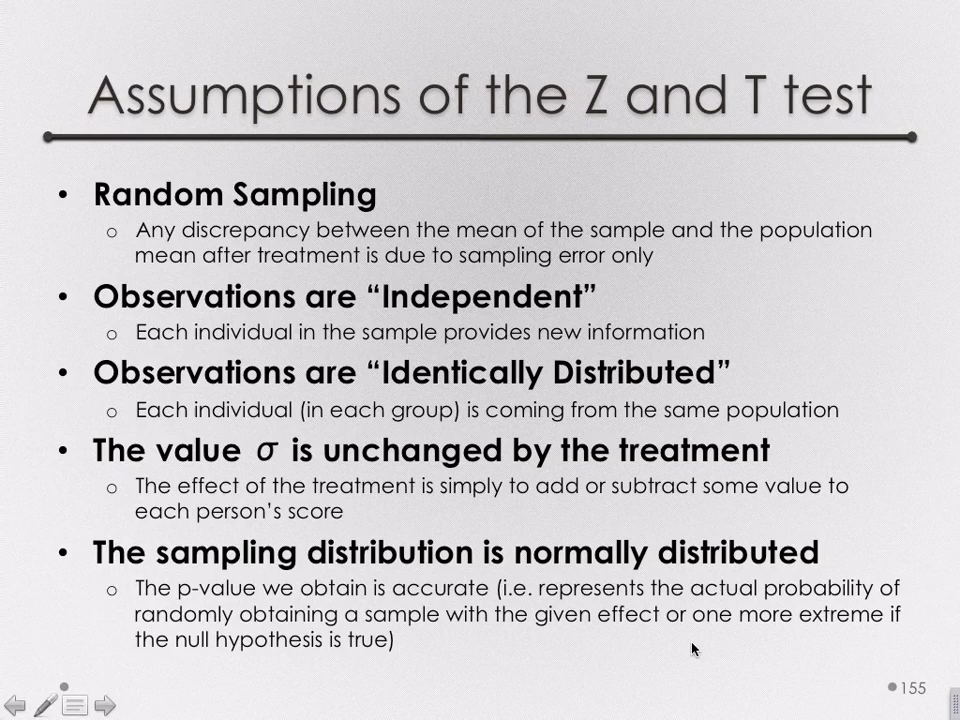 Assumptions of the Z and T test
• Random Sampling
o Any discrepancy between the mean of the sample and the population
mean after treatment is due to sampling error only
• Observations are “Independent”
o Each individual in the sample provides new information
• Observations are “Identically Distributed”
o Each individual (in each group) is coming from the same population
• The value σ is unchanged by the treatment
o The effect of the treatment is simply to add or subtract some value to
each person’s score
• The sampling distribution is normally distributed
o The p-value we obtain is accurate (i.e. represents the actual probability of
randomly obtaining a sample with the given effect or one more extreme if
the null hypothesis is true)
155